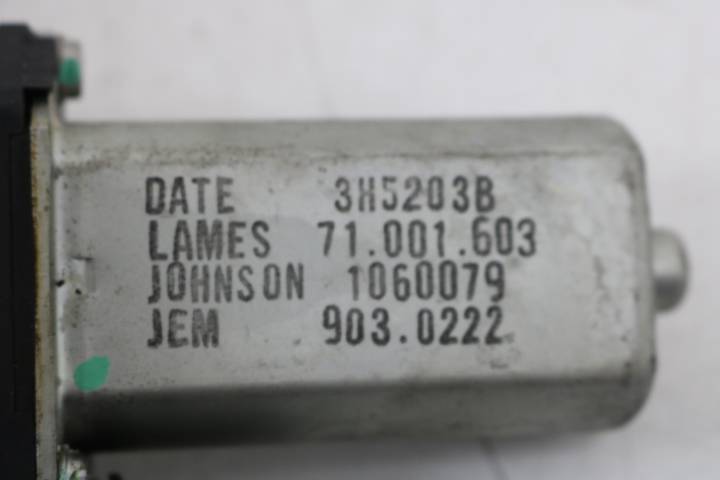 DATE 3H5203B
LAMES 71.001.603
JOHNSON 1060079
JEM 903.0222